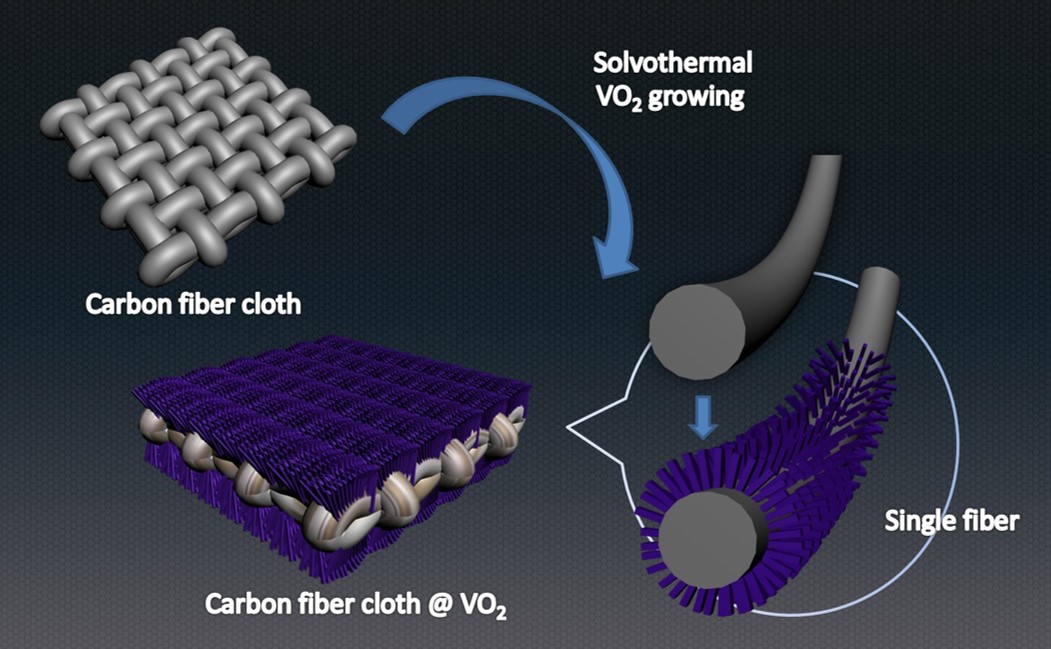 Solvothermal
VO₂ growing
Carbon fiber cloth
Single fiber
Carbon fiber cloth @ VO₂